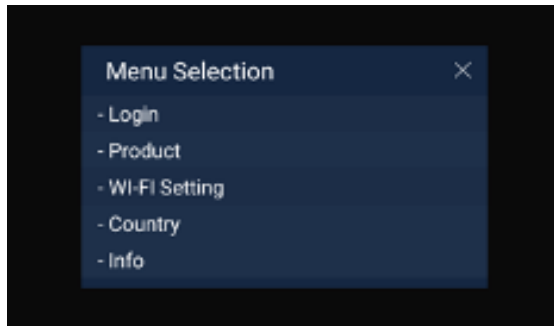 Menu Selection
- Login
- Product
- WI-FI Setting
- Country
- Info